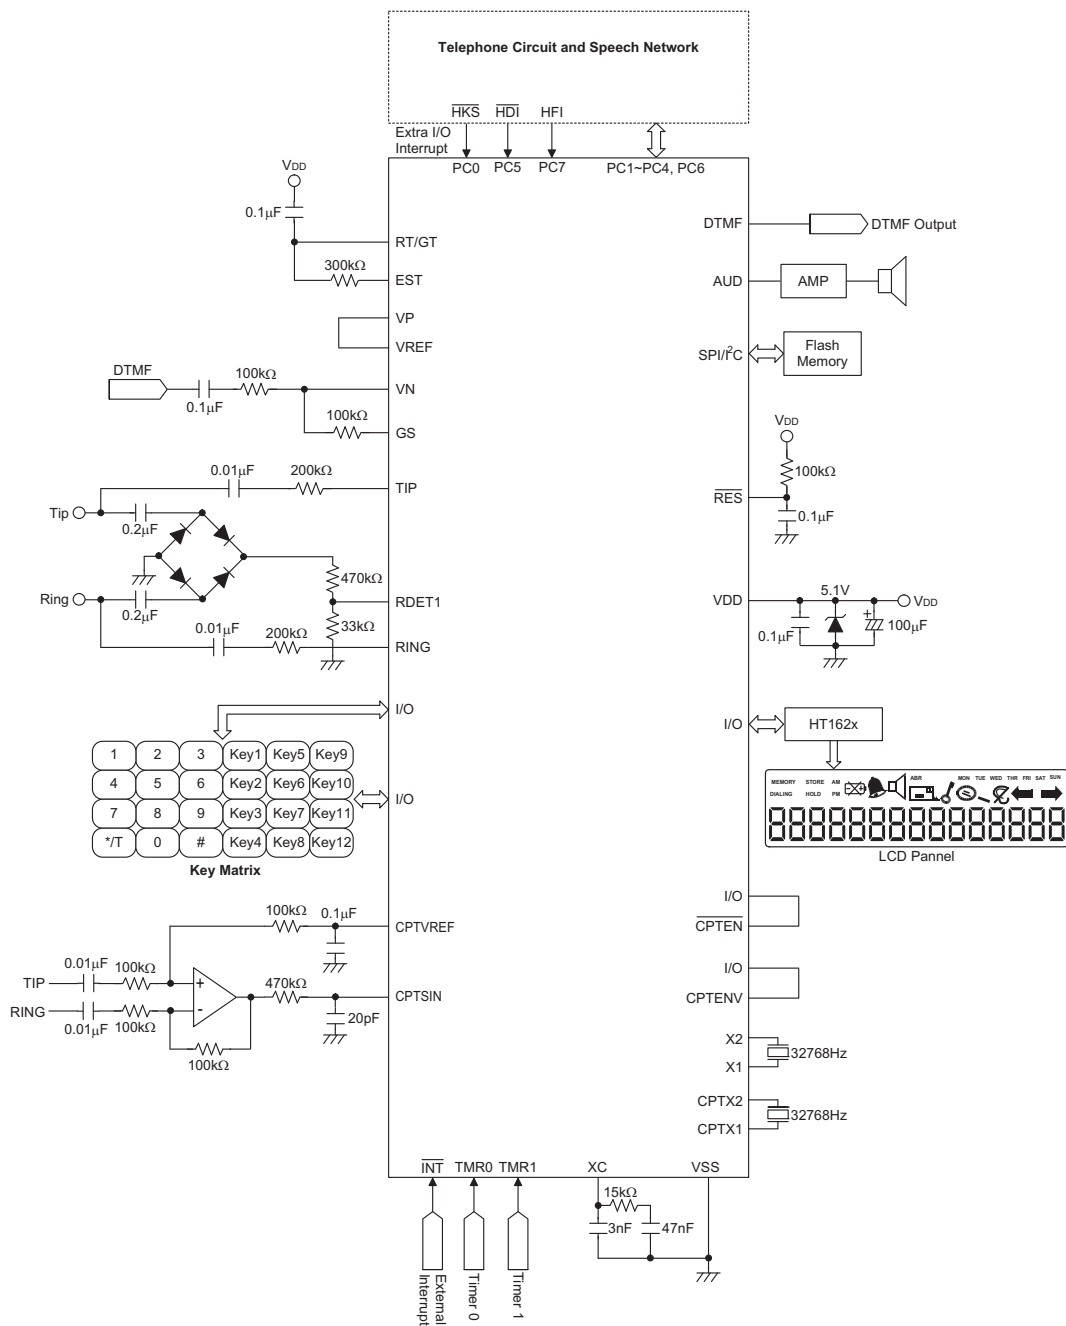 Telephone Circuit and Speech Network
HKS HDI HFI
Extra I/O
Interrupt
PC0 PC5 PC7 PC1~PC4, PC6
VDD
0.1μF
RT/GT
300kΩ
EST
VP
VREF
DTMF
100kΩ
VN
0.1μF
100kΩ
GS
0.01μF 200kΩ
TIP
Tip
0.2μF
470kΩ
Ring
RDET1
0.2μF
33kΩ
0.01μF
200kΩ
RING
I/O
1 2 3 Key1 Key5 Key9
4 5 6 Key2 Key6 Key10
I/O
7 8 9 Key3 Key7 Key11
*/T 0 # Key4 Key8 Key12
Key Matrix
100kΩ 0.1μF
CPTVREF
0.01μF
100kΩ
TIP
+
470kΩ
CPTSIN
RING
-
0.01μF 100kΩ
20pF
100kΩ
DTMF DTMF Output
AUD AMP
SPI/I2C Flash
Memory
VDD
100kΩ
RES
0.1μF
5.1V
VDD VDD
+
0.1μF 100μF
I/O HT162x
MEMORY STORE AM ABR MON TUE WED THR FRI SAT SUN
DIALING HOLD PM
8888888888888888
LCD Pannel
I/O
CPTEN
I/O
CPTENV
X2
32768Hz
X1
CPTX2
32768Hz
CPTX1
INT TMR0 TMR1 XC VSS
15kΩ
3nF 47nF
External
Interrupt
Timer 0
Timer 1